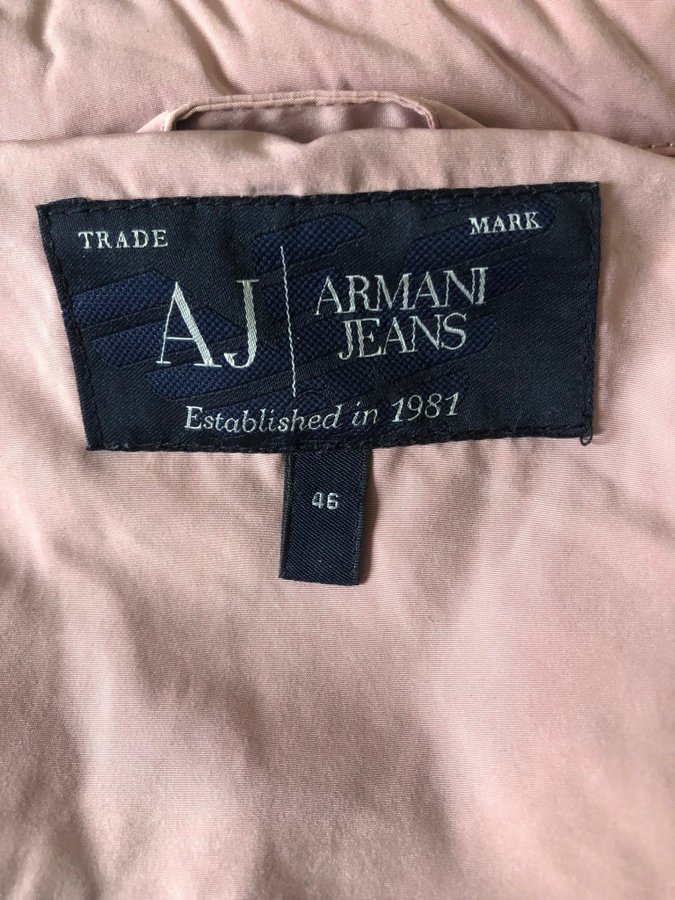 TRADE MARK
AJ ARMANI
JEANS
Established in 1981
46